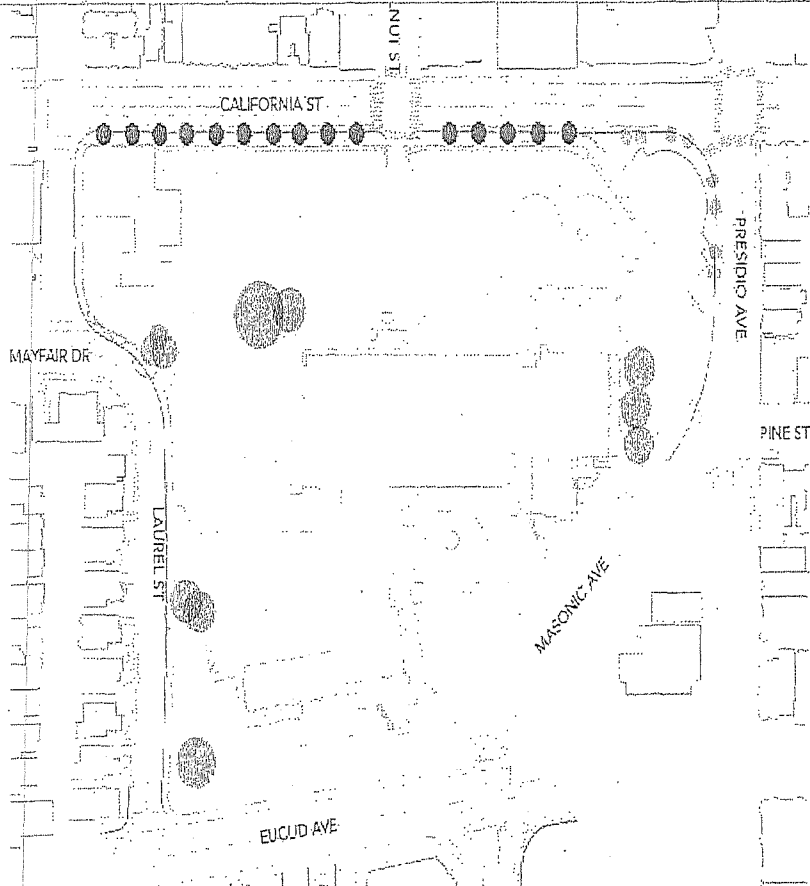 NUT ST
CALIFORNIA ST
PRESIDIO AVE
MAYFAIR DR
PINE ST
LAUREL ST
MASONIC AVE
EUCLID AVE